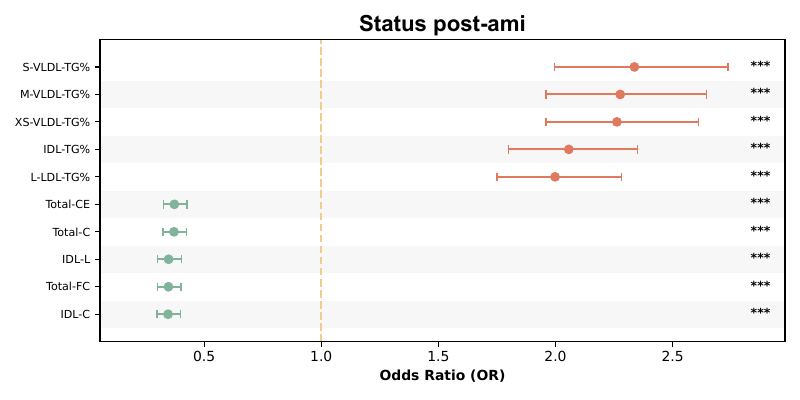 Status post-ami
S-VLDL-TG% ***
M-VLDL-TG% ***
XS-VLDL-TG% ***
IDL-TG% ***
L-LDL-TG% ***
Total-CE ***
Total-C ***
IDL-L ***
Total-FC ***
IDL-C ***
0.5 1.0 1.5 2.0 2.5
Odds Ratio (OR)